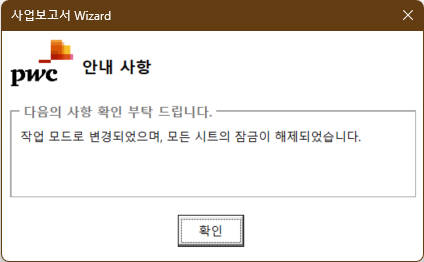 사업보고서 Wizard
pwc 안내 사항
다음의 사항 확인 부탁 드립니다.
작업 모드로 변경되었으며, 모든 시트의 잠금이 해제되었습니다.
확인